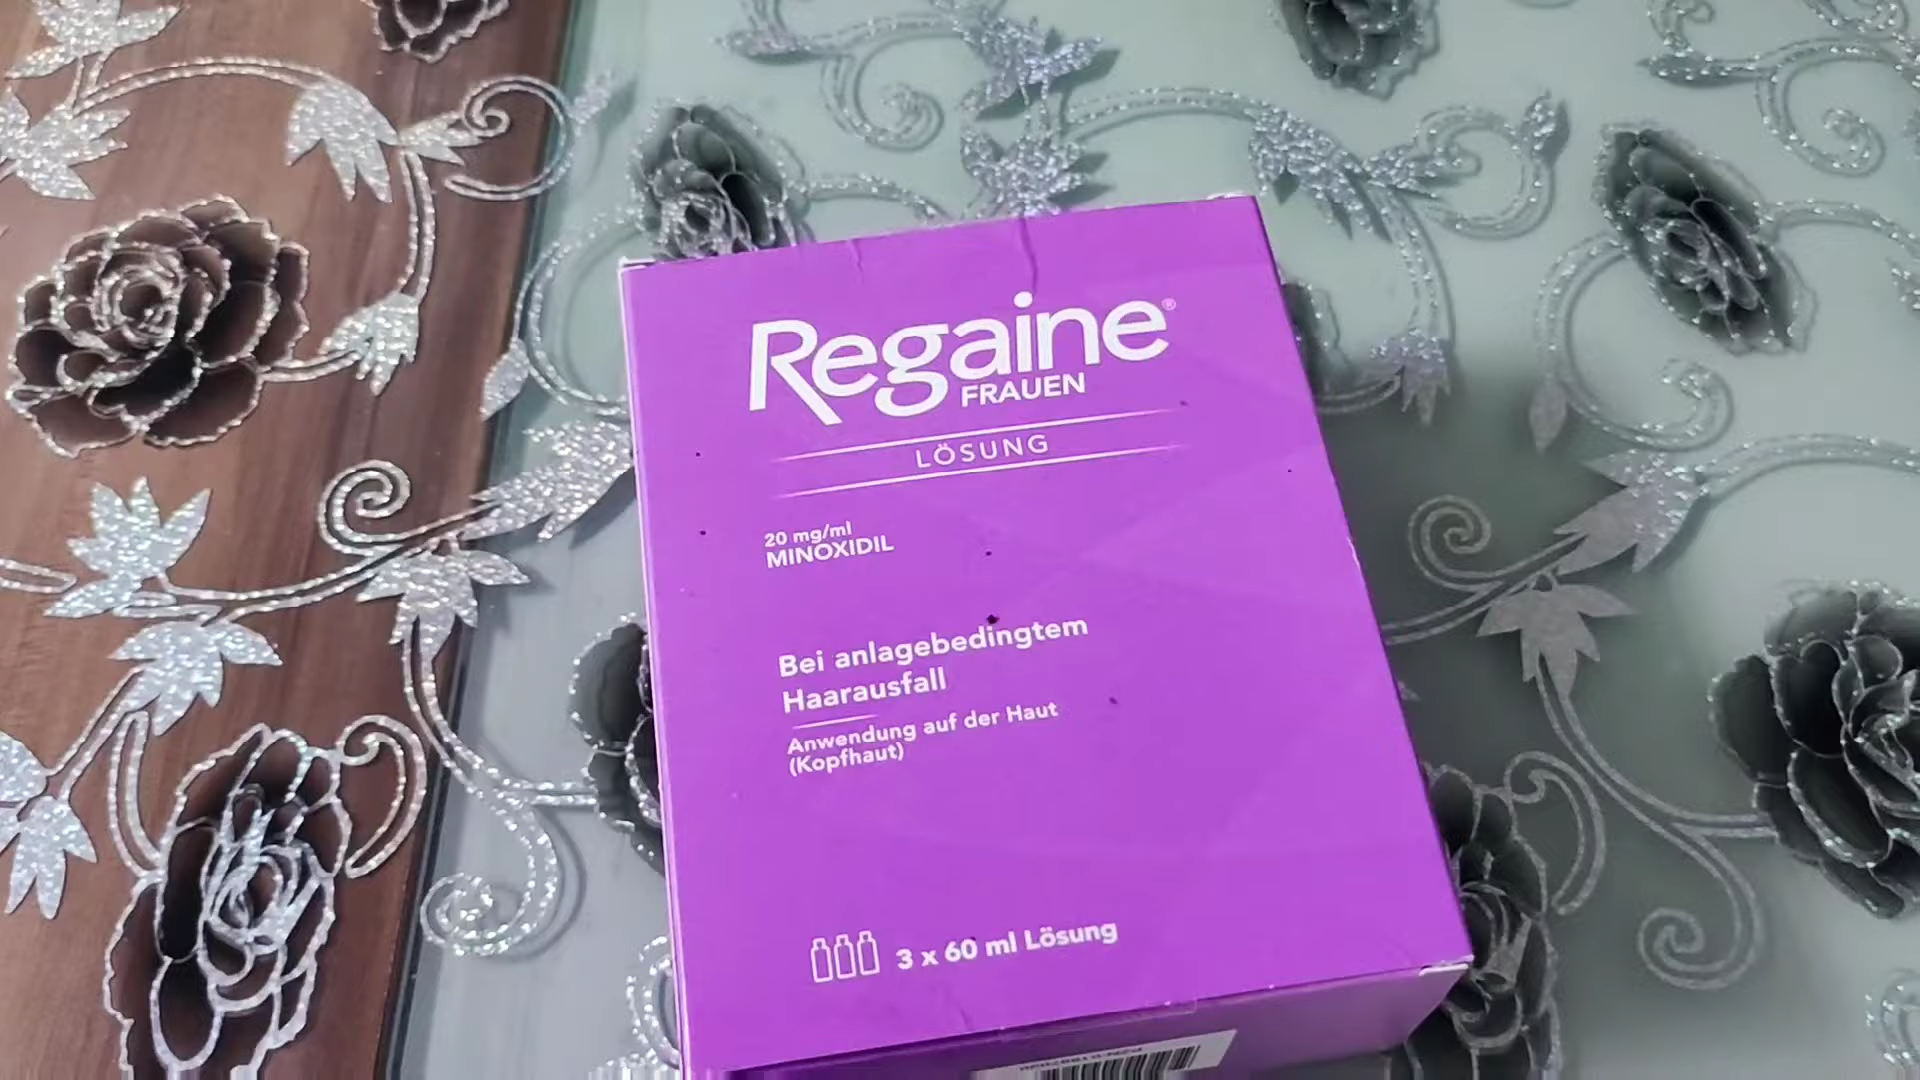 Regaine®
FRAUEN
LÖSUNG
20 mg/ml
MINOXIDIL
Bei anlagebedingtem
Haarausfall
Anwendung auf der Haut
(Kopfhaut)
3 x 60 ml Lösung